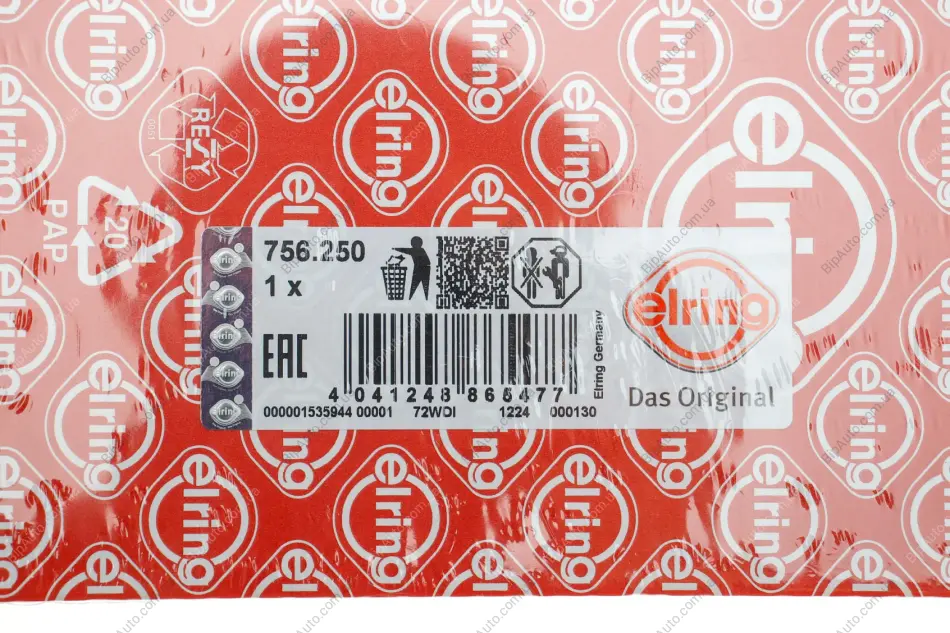 756.250
1 x
EAC
4 041248 865477
000001535944 00001 72WDI 1224 000130
Elring Germany
elring
Das Original
RESY
20
PAP
elring
BipAuto.com.ua